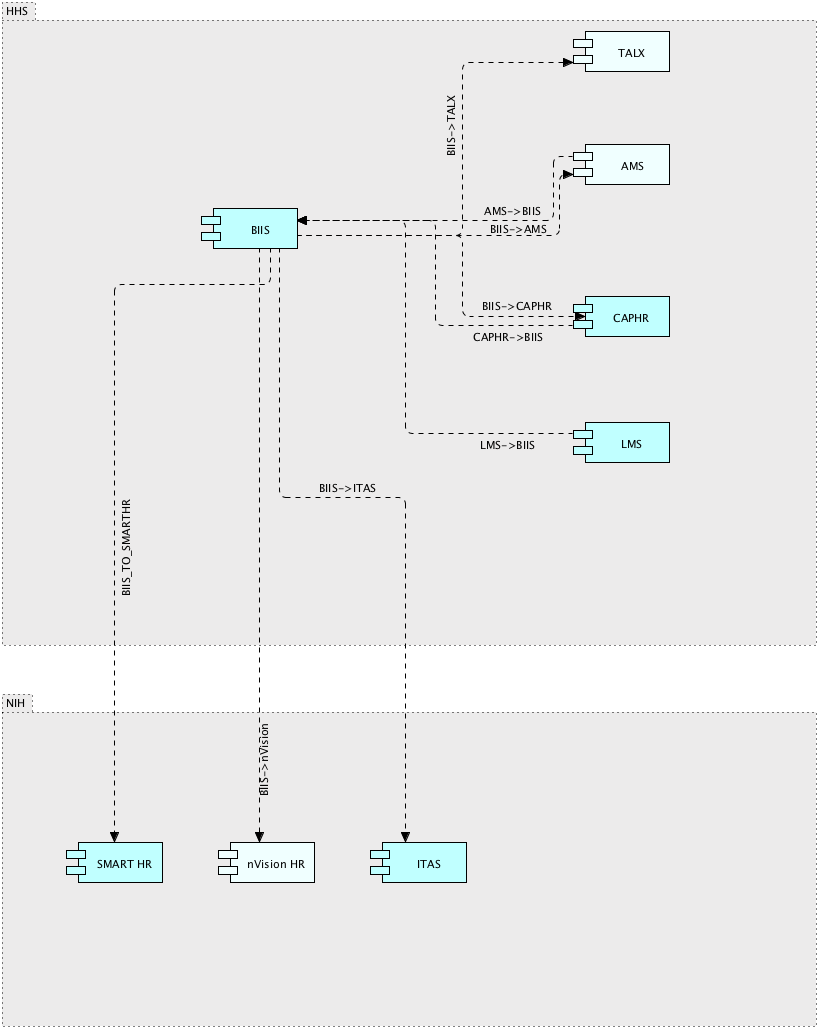 HHS
TALX
BIIS->TALX
AMS
AMS->BIIS
BIIS
BIIS->AMS
BIIS->CAPHR
CAPHR
CAPHR->BIIS
LMS
LMS->BIIS
BIIS->ITAS
BIIS_TO_SMARTHR
NIH
BIIS->nVision
SMART HR
nVision HR
ITAS